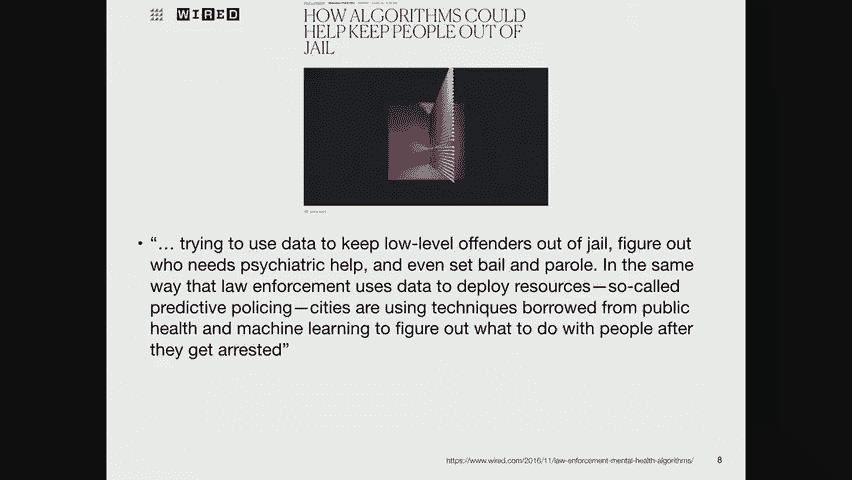 WIRED
HOW ALGORITHMS COULD
HELP KEEP PEOPLE OUT OF
JAIL
• “… trying to use data to keep low-level offenders out of jail, figure out
who needs psychiatric help, and even set bail and parole. In the same
way that law enforcement uses data to deploy resources—so-called
predictive policing—cities are using techniques borrowed from public
health and machine learning to figure out what to do with people after
they get arrested”
https://www.wired.com/2016/11/law-enforcement-mental-health-algorithms/
8